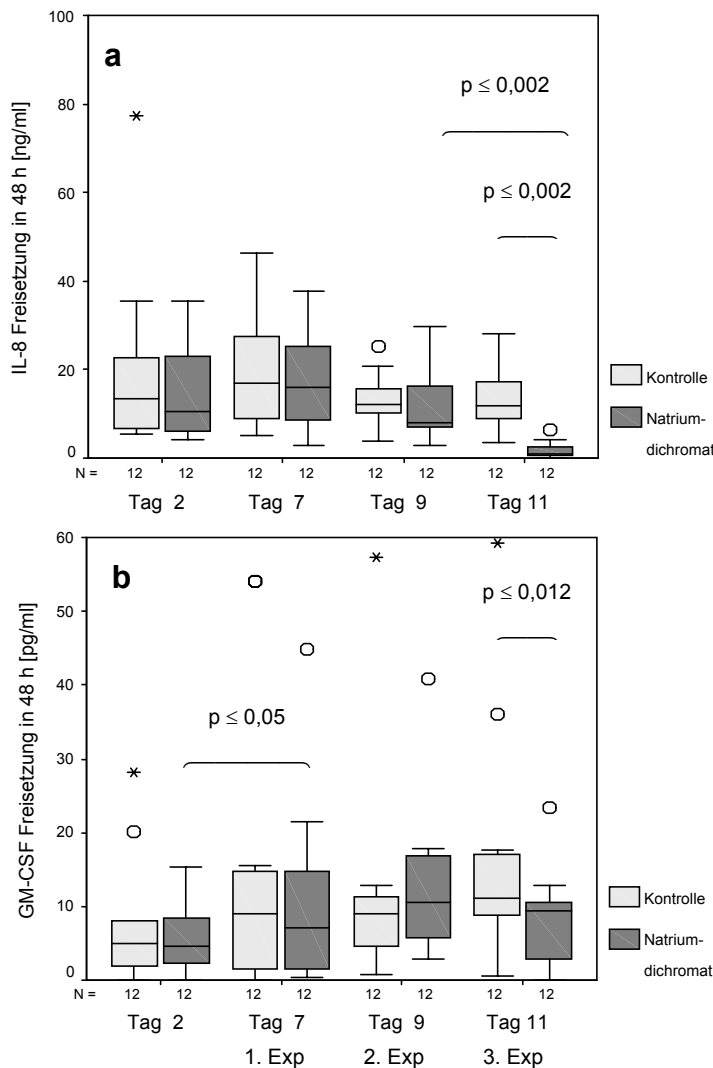 100
a
p ≤ 0,002
80
p ≤ 0,002
60
40
20
0
IL-8 Freisetzung in 48 h [ng/ml]
Kontrolle
Natrium-
dichromat
N = 12 12 12 12 12 12 12 12
Tag 2 Tag 7 Tag 9 Tag 11
60
b
p ≤ 0,012
50
40
p ≤ 0,05
30
20
10
0
GM-CSF Freisetzung in 48 h [pg/ml]
Kontrolle
Natrium-
dichromat
N = 12 12 12 12 12 12 12 12
Tag 2 Tag 7 Tag 9 Tag 11
1. Exp 2. Exp 3. Exp